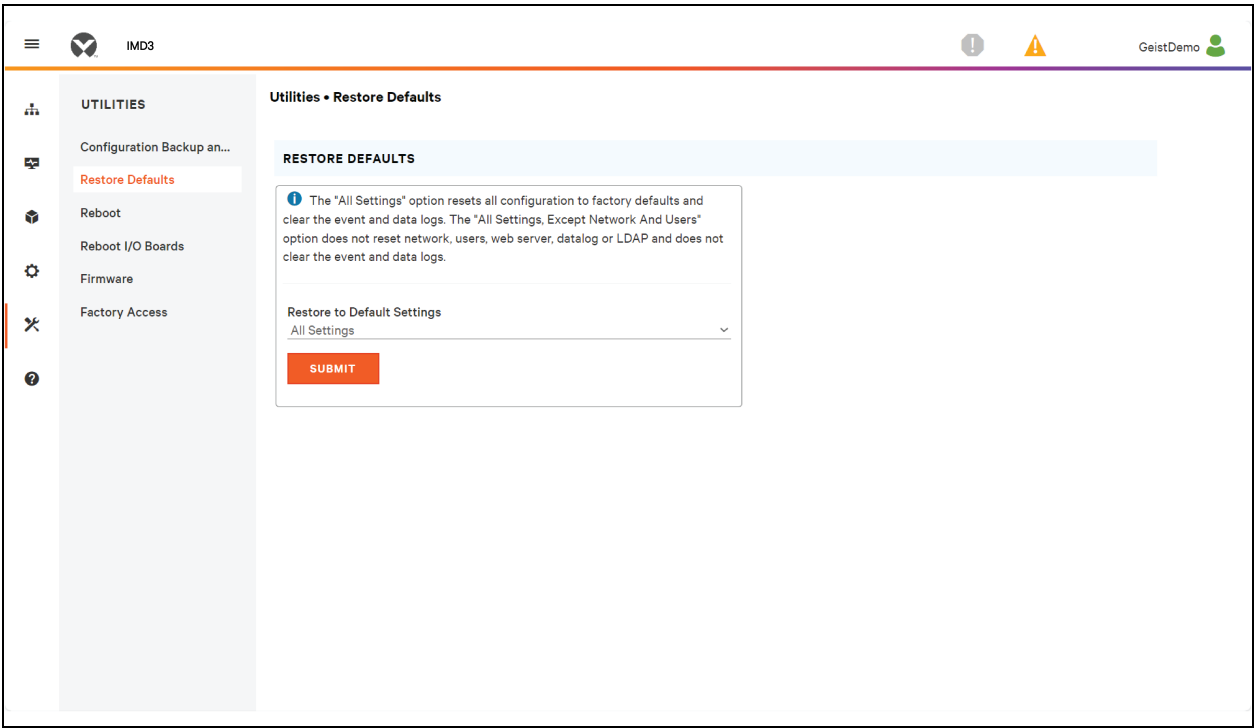 IMD3
GeistDemo
UTILITIES
Configuration Backup an...
Restore Defaults
Reboot
Reboot I/O Boards
Firmware
Factory Access
Utilities • Restore Defaults
RESTORE DEFAULTS
The "All Settings" option resets all configuration to factory defaults and
clear the event and data logs. The "All Settings, Except Network And Users"
option does not reset network, users, web server, datalog or LDAP and does not
clear the event and data logs.
Restore to Default Settings
All Settings
SUBMIT